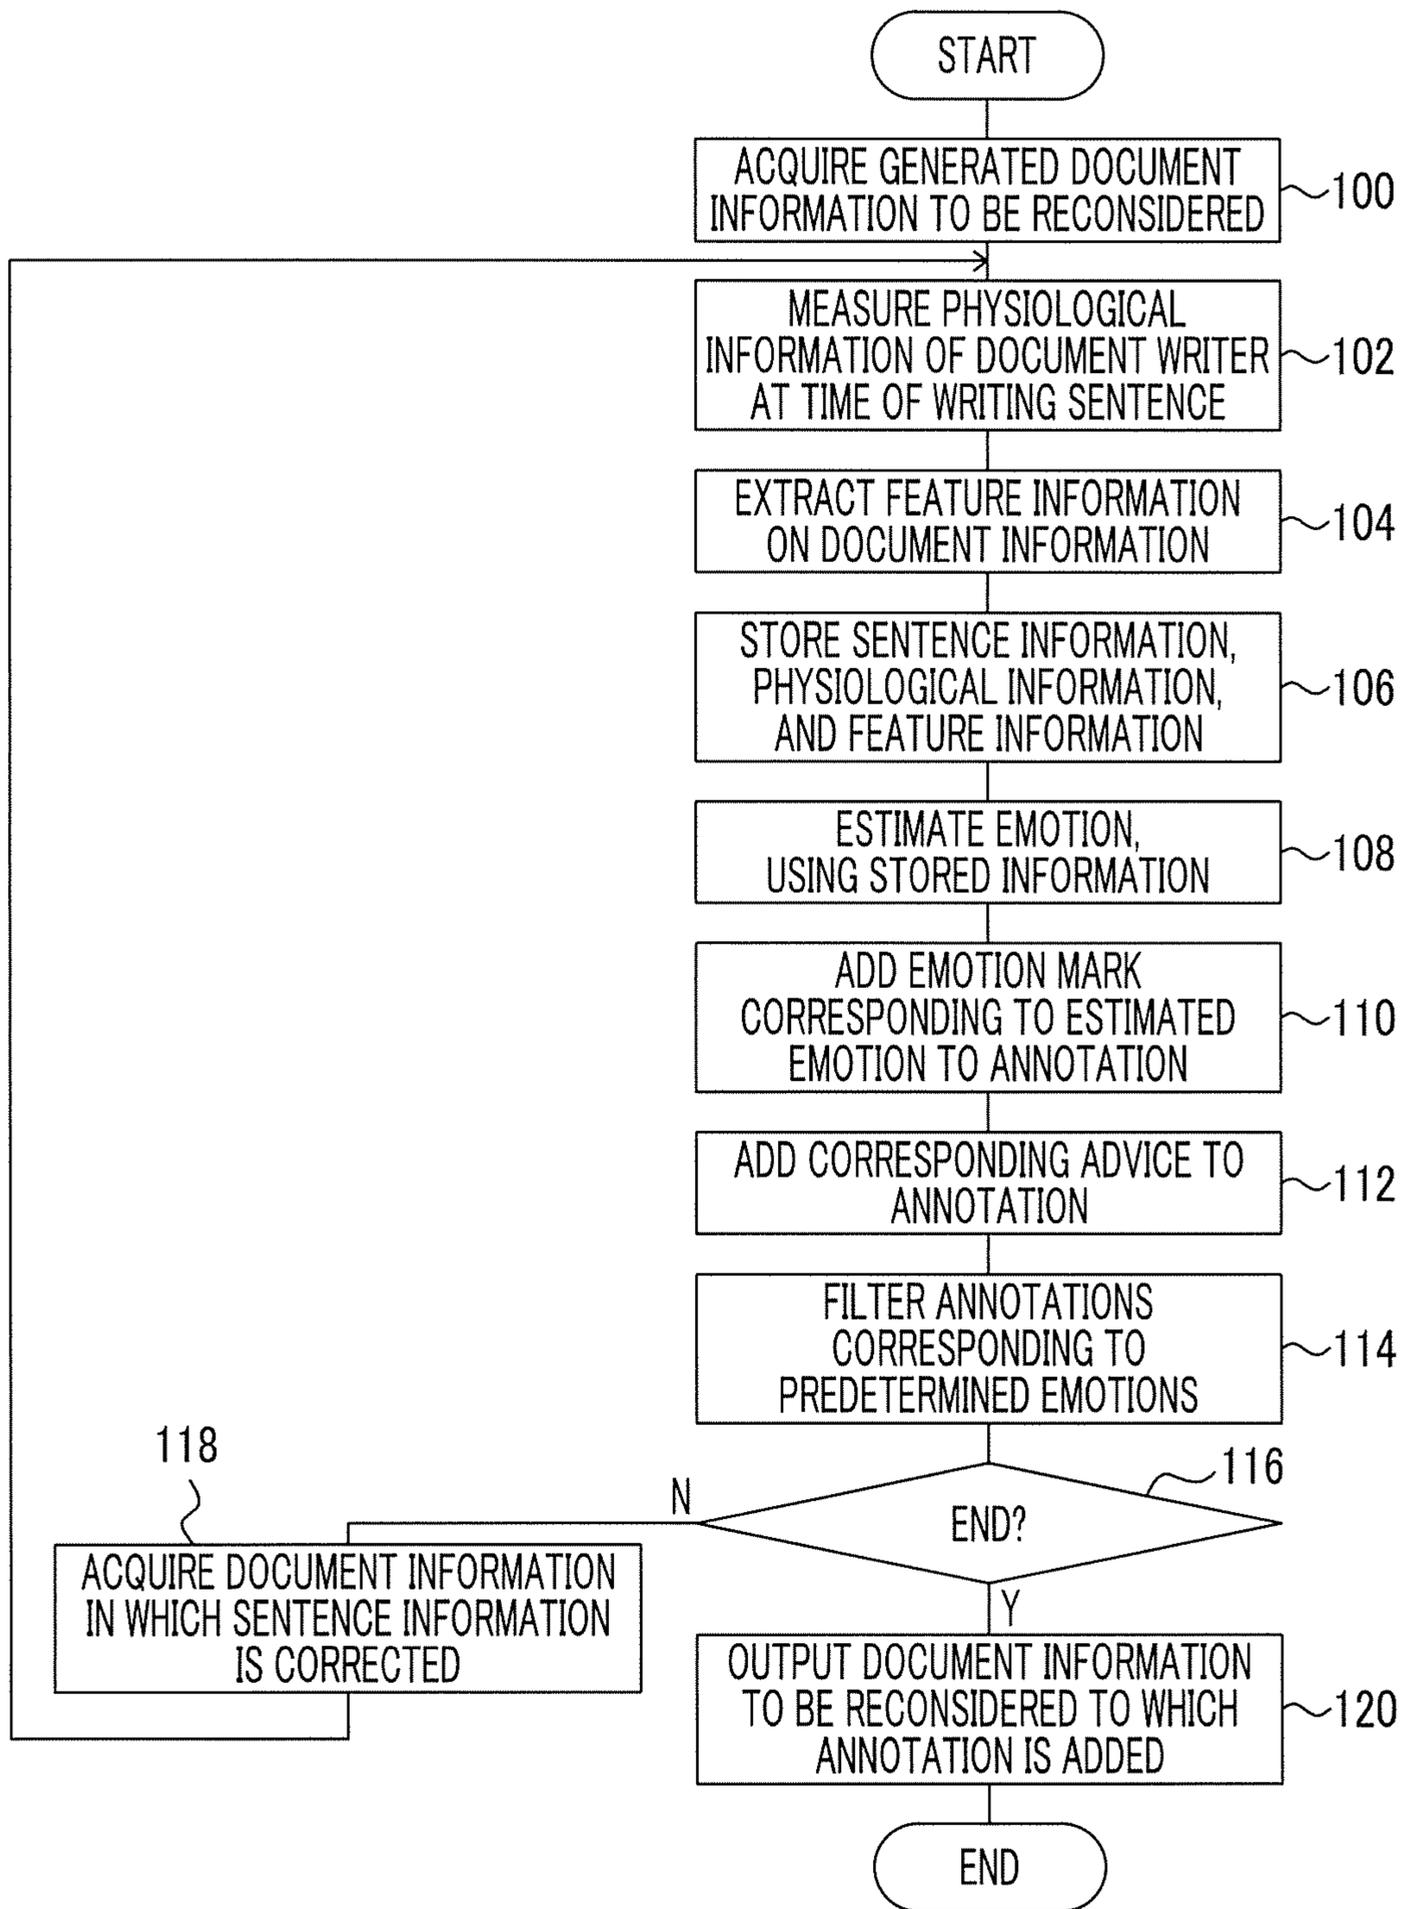 START
ACQUIRE GENERATED DOCUMENT
INFORMATION TO BE RECONSIDERED
100
MEASURE PHYSIOLOGICAL
INFORMATION OF DOCUMENT WRITER
AT TIME OF WRITING SENTENCE
102
EXTRACT FEATURE INFORMATION
ON DOCUMENT INFORMATION
104
STORE SENTENCE INFORMATION,
PHYSIOLOGICAL INFORMATION,
AND FEATURE INFORMATION
106
ESTIMATE EMOTION,
USING STORED INFORMATION
108
ADD EMOTION MARK
CORRESPONDING TO ESTIMATED
EMOTION TO ANNOTATION
110
ADD CORRESPONDING ADVICE TO
ANNOTATION
112
FILTER ANNOTATIONS
CORRESPONDING TO
PREDETERMINED EMOTIONS
114
END?
116
N
118
ACQUIRE DOCUMENT INFORMATION
IN WHICH SENTENCE INFORMATION
IS CORRECTED
Y
OUTPUT DOCUMENT INFORMATION
TO BE RECONSIDERED TO WHICH
ANNOTATION IS ADDED
120
END